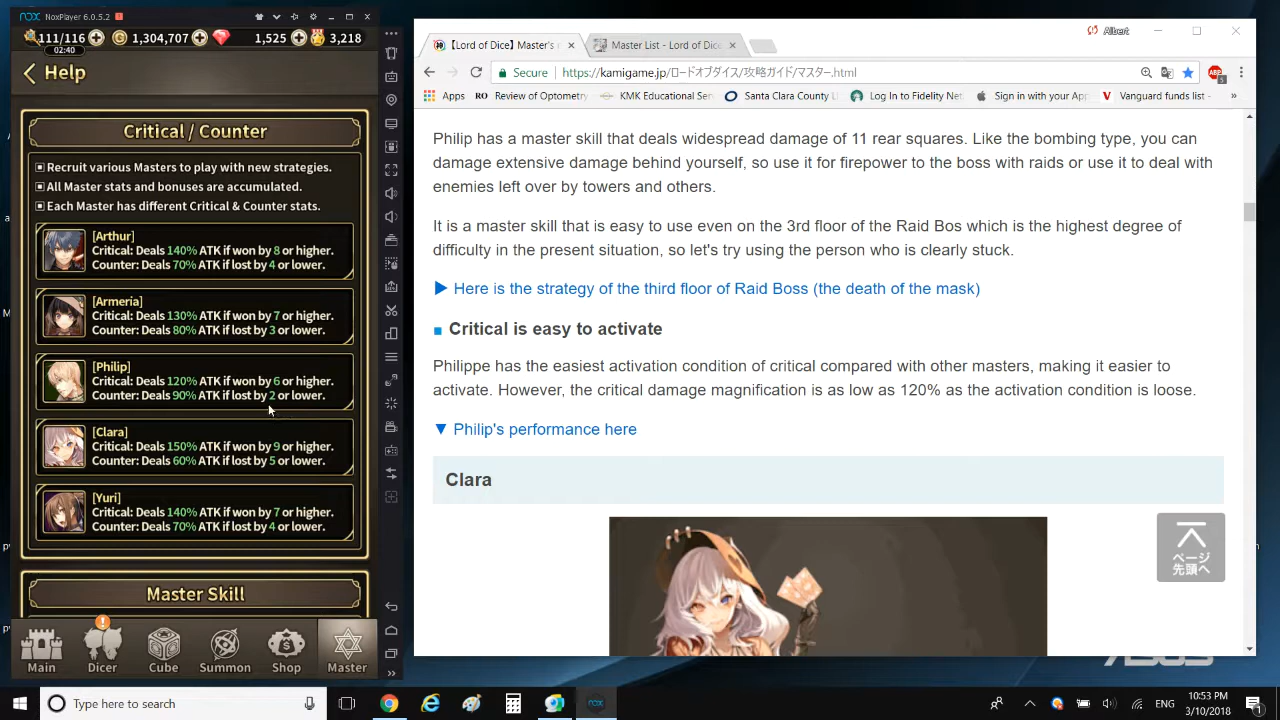 nox NoxPlayer 6.0.5.2
111/116 1,304,707 1,525 3,218
02:40
Help
Critical / Counter
Recruit various Masters to play with new strategies.
All Master stats and bonuses are accumulated.
Each Master has different Critical & Counter stats.
[Arthur]
Critical: Deals 140% ATK if won by 8 or higher.
Counter: Deals 70% ATK if lost by 4 or lower.
[Armeria]
Critical: Deals 130% ATK if won by 7 or higher.
Counter: Deals 80% ATK if lost by 3 or lower.
[Philip]
Critical: Deals 120% ATK if won by 6 or higher.
Counter: Deals 90% ATK if lost by 2 or lower.
[Clara]
Critical: Deals 150% ATK if won by 9 or higher.
Counter: Deals 60% ATK if lost by 5 or lower.
[Yuri]
Critical: Deals 140% ATK if won by 7 or higher.
Counter: Deals 70% ATK if lost by 4 or lower.
Master Skill
Main Dicer Cube Summon Shop Master
Albert
【Lord of Dice】Master's Master List - Lord of Dice
Secure https://kamigame.jp/ロードオブダイス/攻略ガイド/マスター.html
Apps RO Review of Optometry KMK Educational Ser Santa Clara County Log In to Fidelity Net Sign in with your Ap Vanguard funds list
Philip has a master skill that deals widespread damage of 11 rear squares. Like the bombing type, you can
damage extensive damage behind yourself, so use it for firepower to the boss with raids or use it to deal with
enemies left over by towers and others.
It is a master skill that is easy to use even on the 3rd floor of the Raid Bos which is the highest degree of
difficulty in the present situation, so let's try using the person who is clearly stuck.
▶ Here is the strategy of the third floor of Raid Boss (the death of the mask)
Critical is easy to activate
Philippe has the easiest activation condition of critical compared with other masters, making it easier to
activate. However, the critical damage magnification is as low as 120% as the activation condition is loose.
▼ Philip's performance here
Clara
ページ
先頭へ
ASUS
Type here to search
ENG
10:53 PM
3/10/2018
1